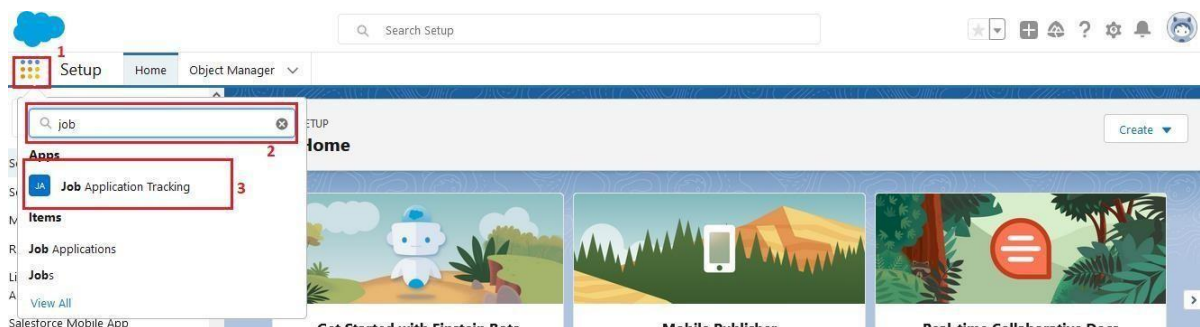 Search Setup
1
Setup Home Object Manager
job
2
SETUP
Home
Create
Apps
JA Job Application Tracking
3
Items
Job Applications
Jobs
View All
Salesforce Mobile App
Get Started with Einstein Bots
Mobile Publisher
Real-time Collaborative Docs